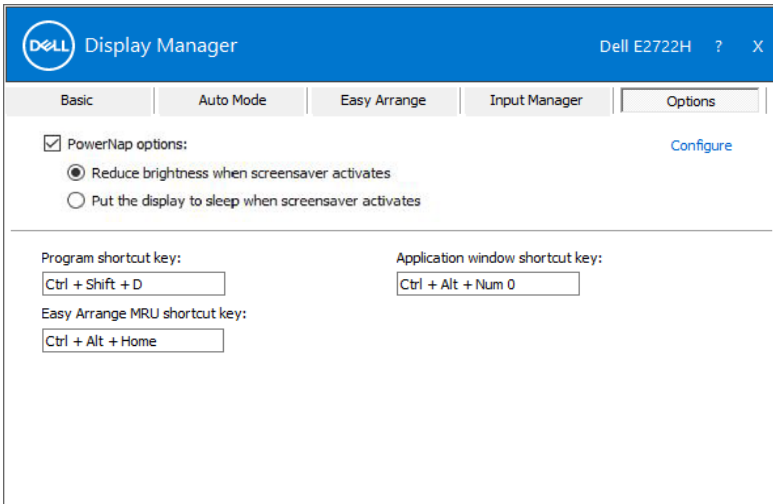 DELL Display Manager Dell E2722H ? X
Basic Auto Mode Easy Arrange Input Manager Options
PowerNap options: Configure
Reduce brightness when screensaver activates
Put the display to sleep when screensaver activates
Program shortcut key: Application window shortcut key:
Ctrl + Shift + D Ctrl + Alt + Num 0
Easy Arrange MRU shortcut key:
Ctrl + Alt + Home